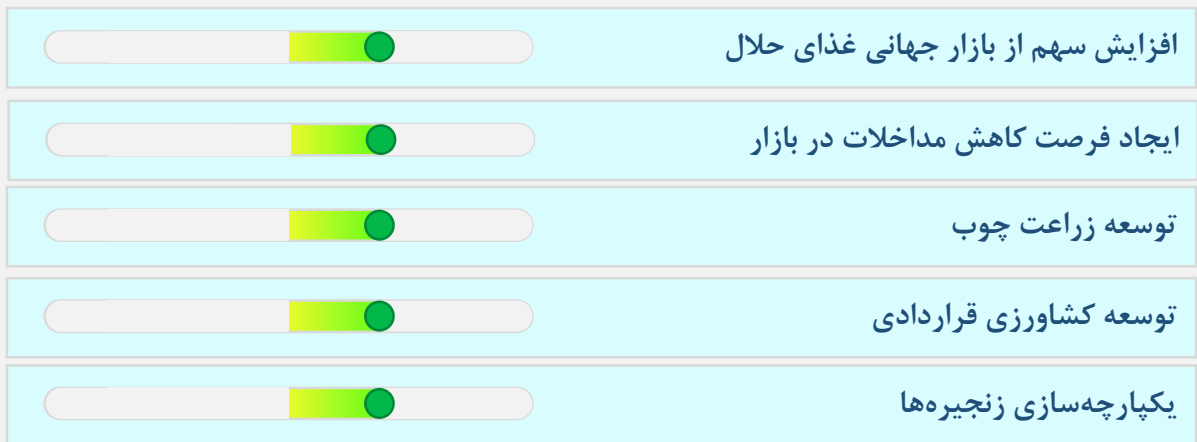 افزایش سهم از بازار جهانی غذای حلال
ایجاد فرصت کاهش مداخلات در بازار
توسعه زراعت چوب
توسعه کشاورزی قراردادی
یکپارچه‌سازی زنجیره‌ها